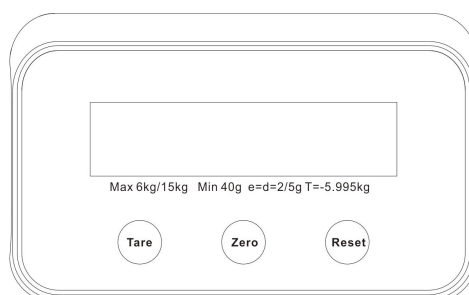 Max 6kg/15kg Min 40g e=d=2/5g T=-5.995kg
Tare Zero Reset